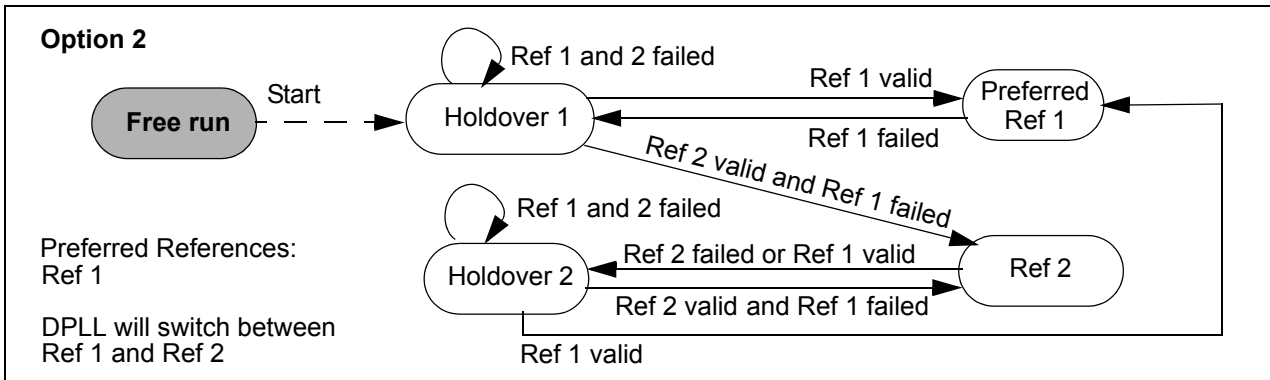 Option 2
Ref 1 and 2 failed
Start
Free run
Holdover 1
Ref 1 valid
Ref 1 failed
Preferred
Ref 1
Ref 2 valid and Ref 1 failed
Ref 1 and 2 failed
Preferred References:
Ref 1
Holdover 2
Ref 2 failed or Ref 1 valid
Ref 2 valid and Ref 1 failed
Ref 2
DPLL will switch between
Ref 1 and Ref 2
Ref 1 valid